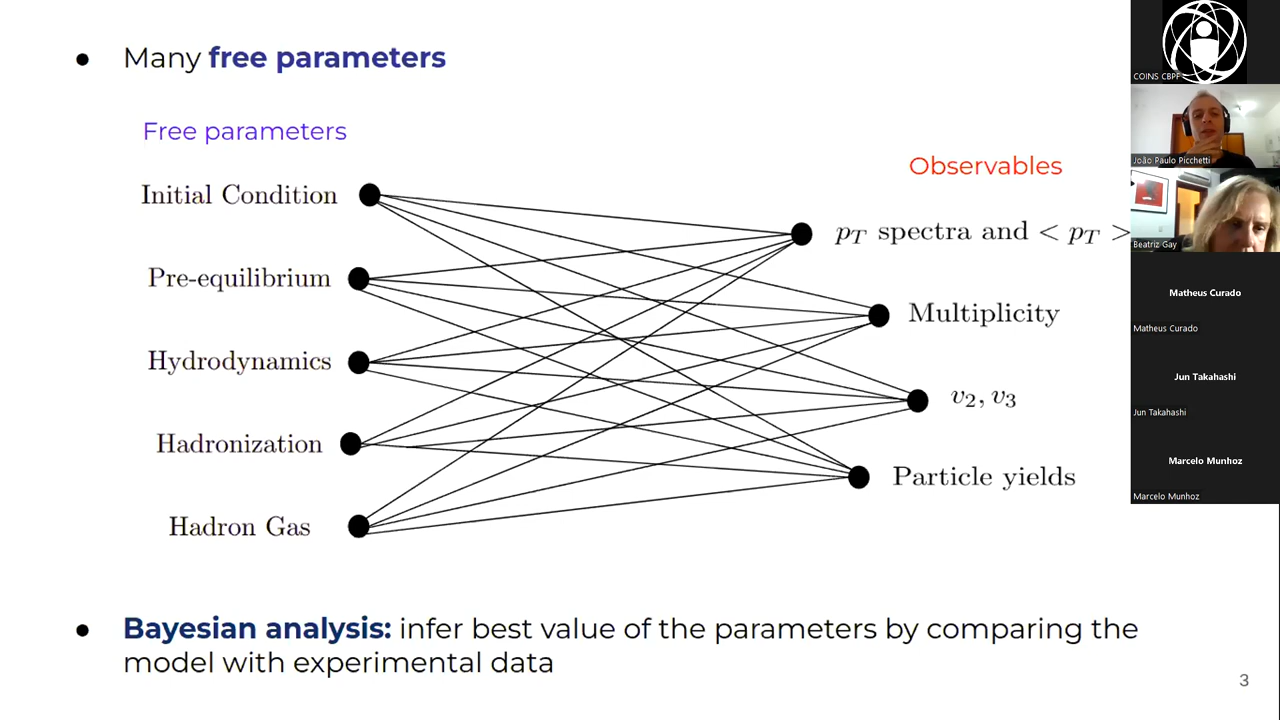 ● Many free parameters
Free parameters
Observables
Initial Condition
Pre-equilibrium
Hydrodynamics
Hadronization
Hadron Gas
p_T spectra and < p_T >
Multiplicity
v_2, v_3
Particle yields
● Bayesian analysis: infer best value of the parameters by comparing the
model with experimental data
3
COINS CBPF
João Paulo Picchetti
Beatriz Gay
Matheus Curado
Matheus Curado
Jun Takahashi
Jun Takahashi
Marcelo Munhoz
Marcelo Munhoz